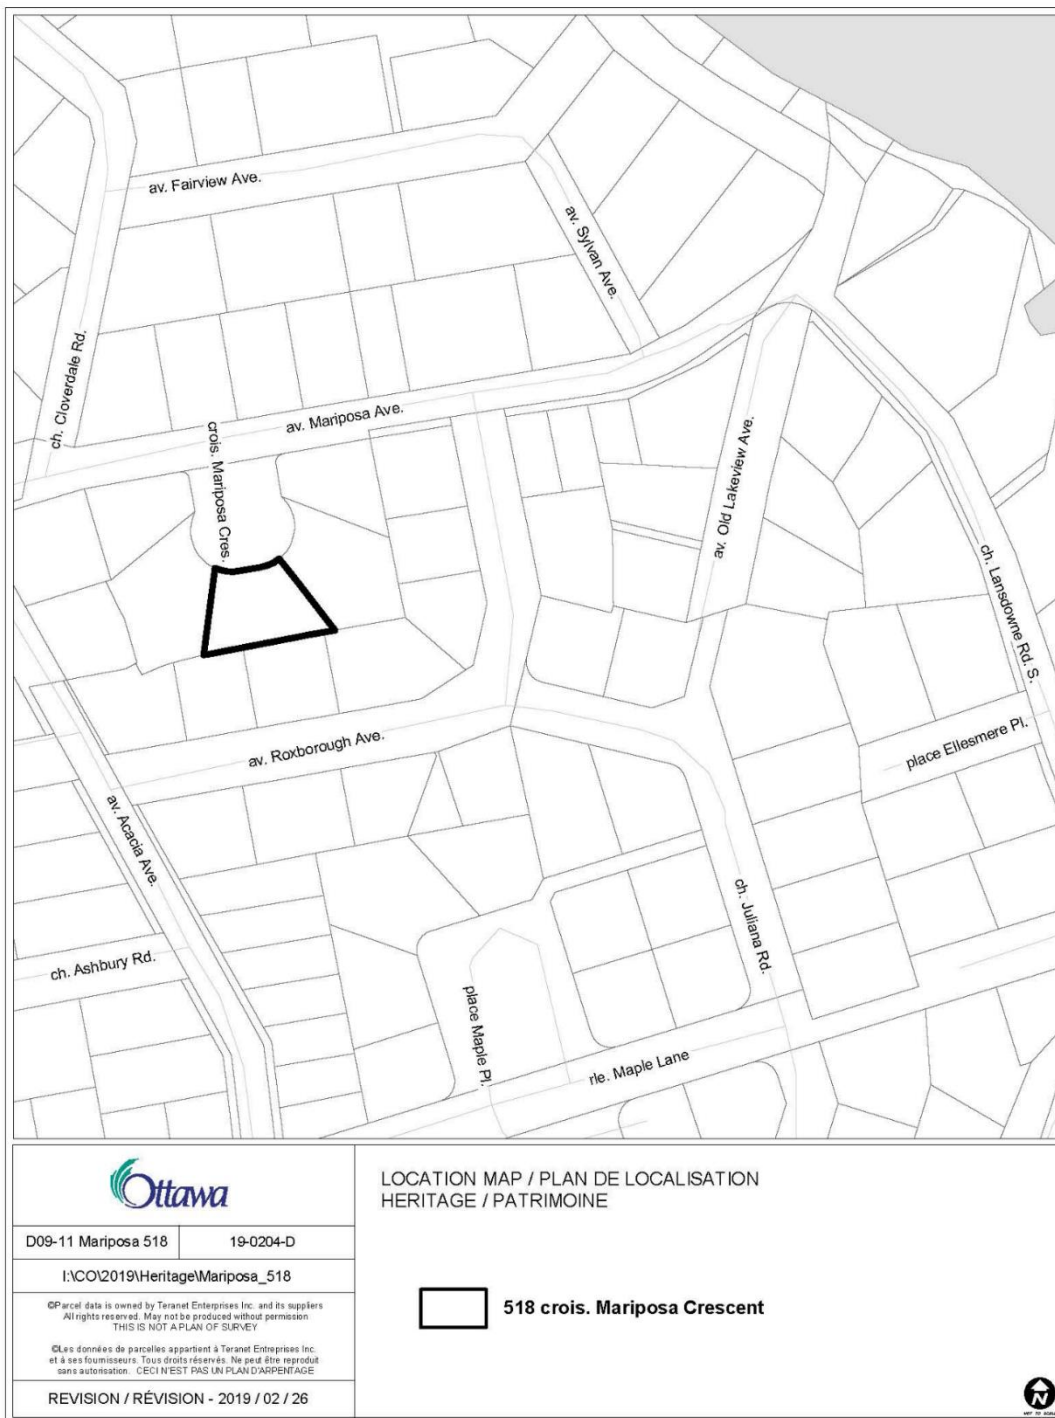 av. Fairview Ave.
av. Sylvan Ave.
ch. Cloverdale Rd.
av. Mariposa Ave.
crois. Mariposa Cres.
av. Old Lakeview Ave.
ch. Lansdowne Rd. S.
place Ellesmere Pl.
av. Roxborough Ave.
av. Acacia Ave.
ch. Juliana Rd.
ch. Ashbury Rd.
place Maple Pl.
rle. Maple Lane
Ottawa
D09-11 Mariposa 518
19-0204-D
I:\CO\2019\Heritage\Mariposa_518
©Parcel data is owned by Teranet Enterprises Inc. and its suppliers
All rights reserved. May not be produced without permission
THIS IS NOT A PLAN OF SURVEY
©Les données de parcelles appartient à Teranet Entreprises Inc.
et à ses fournisseurs. Tous droits réservés. Ne peut être reproduit
sans autorisation. CECI N'EST PAS UN PLAN D'ARPENTAGE
REVISION / RÉVISION - 2019 / 02 / 26
LOCATION MAP / PLAN DE LOCALISATION
HERITAGE / PATRIMOINE
518 crois. Mariposa Crescent
N
NOT TO SCALE